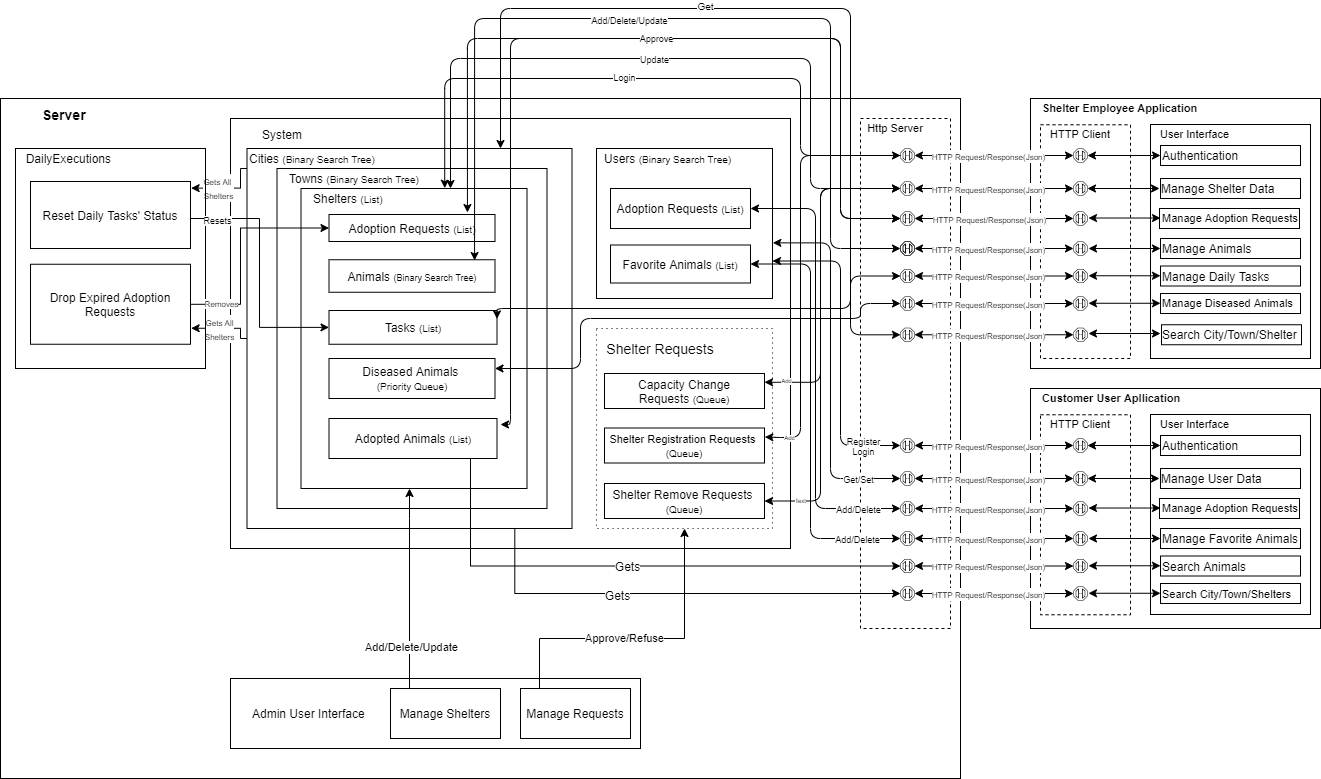 Get
Add/Delete/Update
Approve
Update
Login
Server
DailyExecutions
Reset Daily Tasks' Status
Drop Expired Adoption
Requests
Gets All
Shelters
Resets
Removes
Gets All
Shelters
System
Cities (Binary Search Tree)
Towns (Binary Search Tree)
Shelters (List)
Adoption Requests (List)
Animals (Binary Search Tree)
Tasks (List)
Diseased Animals
(Priority Queue)
Adopted Animals (List)
Users (Binary Search Tree)
Adoption Requests (List)
Favorite Animals (List)
Shelter Requests
Capacity Change
Requests (Queue)
Shelter Registration Requests
(Queue)
Shelter Remove Requests
(Queue)
Add
Add
Text
Register
Login
Get/Set
Add/Delete
Add/Delete
Gets
Gets
Add/Delete/Update
Approve/Refuse
Admin User Interface
Manage Shelters
Manage Requests
Http Server
HTTP Request/Response(Json)
HTTP Request/Response(Json)
HTTP Request/Response(Json)
HTTP Request/Response(Json)
HTTP Request/Response(Json)
HTTP Request/Response(Json)
HTTP Request/Response(Json)
HTTP Request/Response(Json)
HTTP Request/Response(Json)
HTTP Request/Response(Json)
HTTP Request/Response(Json)
HTTP Request/Response(Json)
HTTP Request/Response(Json)
Shelter Employee Application
HTTP Client
User Interface
Authentication
Manage Shelter Data
Manage Adoption Requests
Manage Animals
Manage Daily Tasks
Manage Diseased Animals
Search City/Town/Shelter
Customer User Apllication
HTTP Client
User Interface
Authentication
Manage User Data
Manage Adoption Requests
Manage Favorite Animals
Search Animals
Search City/Town/Shelters